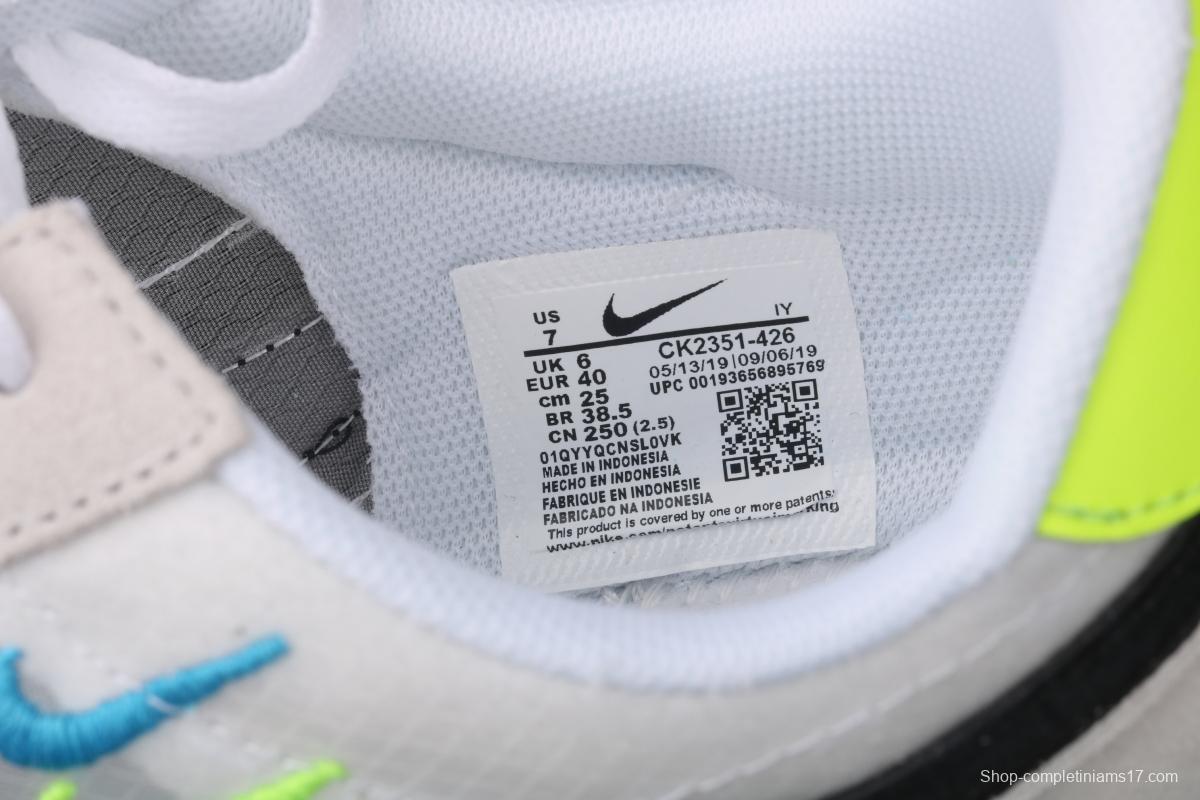 US
7
IY
UK 6
EUR 40
cm 25
BR 38.5
CN 250 (2.5)
CK2351-426
05/13/19|09/06/19
UPC 00193656895769
01QYYQCNSL0VK
MADE IN INDONESIA
HECHO EN INDONESIA
FABRIQUE EN INDONESIE
FABRICADO NA INDONESIA
This product is covered by one or more patents:
Shop-completiniams17.com